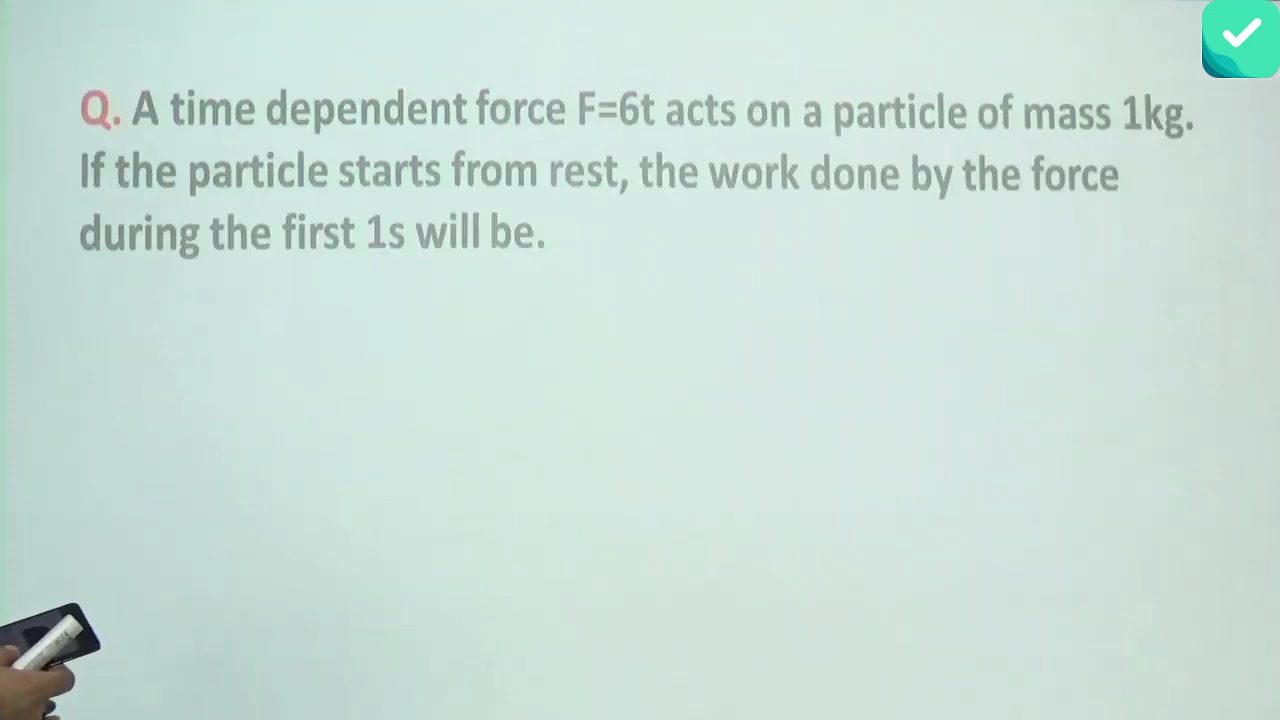 Q. A time dependent force F=6t acts on a particle of mass 1kg.
If the particle starts from rest, the work done by the force
during the first 1s will be.